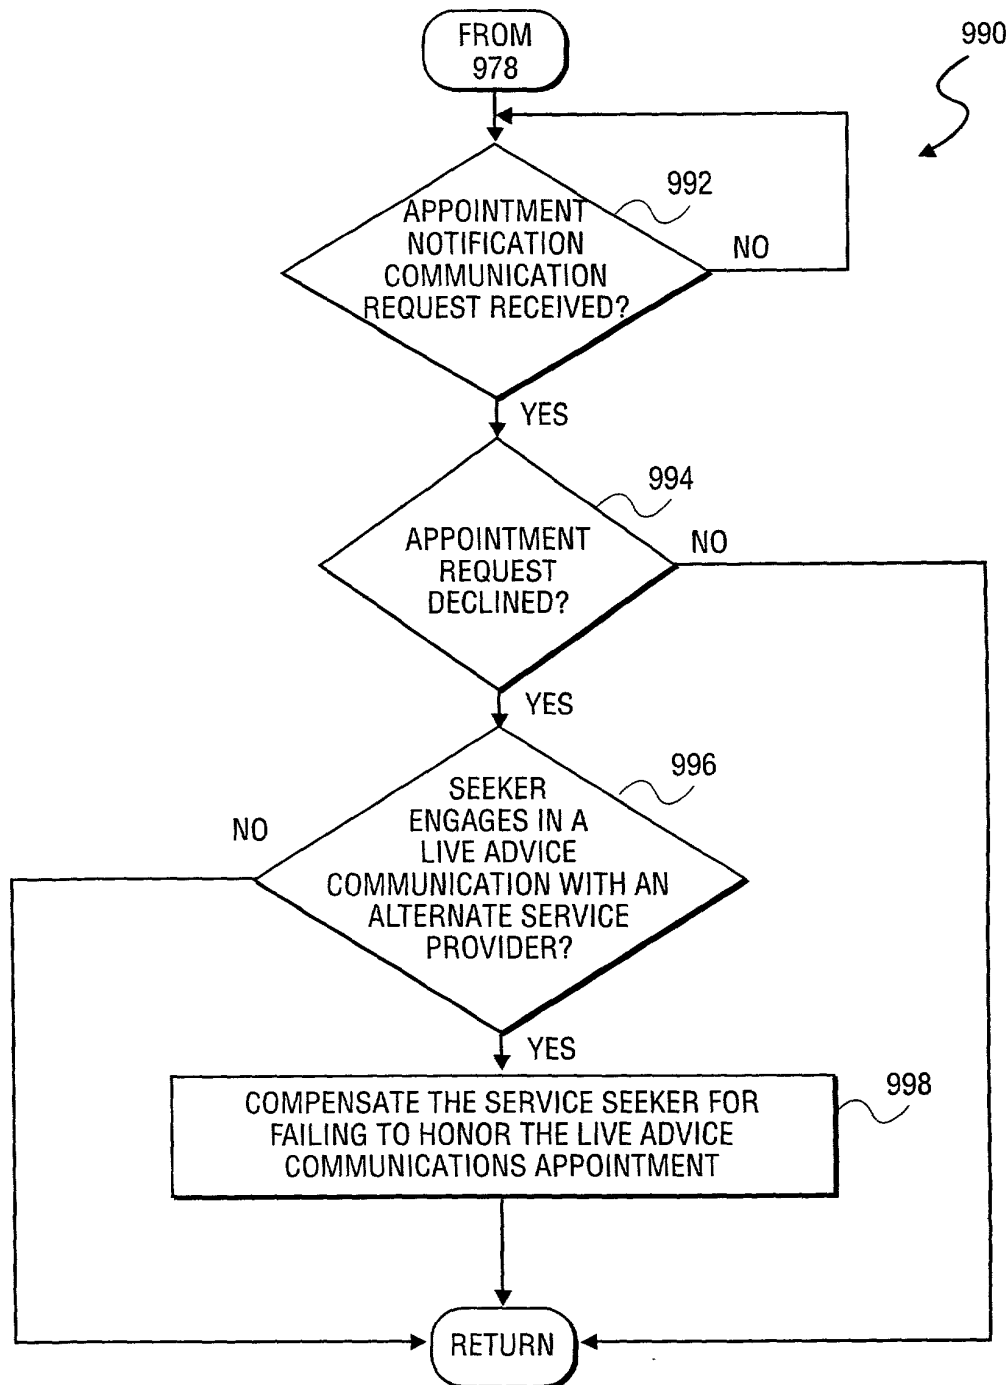 FROM
978
990
992
APPOINTMENT
NOTIFICATION
COMMUNICATION
REQUEST RECEIVED?
NO
YES
994
APPOINTMENT
REQUEST
DECLINED?
NO
YES
996
SEEKER
ENGAGES IN A
LIVE ADVICE
COMMUNICATION WITH AN
ALTERNATE SERVICE
PROVIDER?
NO
YES
998
COMPENSATE THE SERVICE SEEKER FOR
FAILING TO HONOR THE LIVE ADVICE
COMMUNICATIONS APPOINTMENT
RETURN